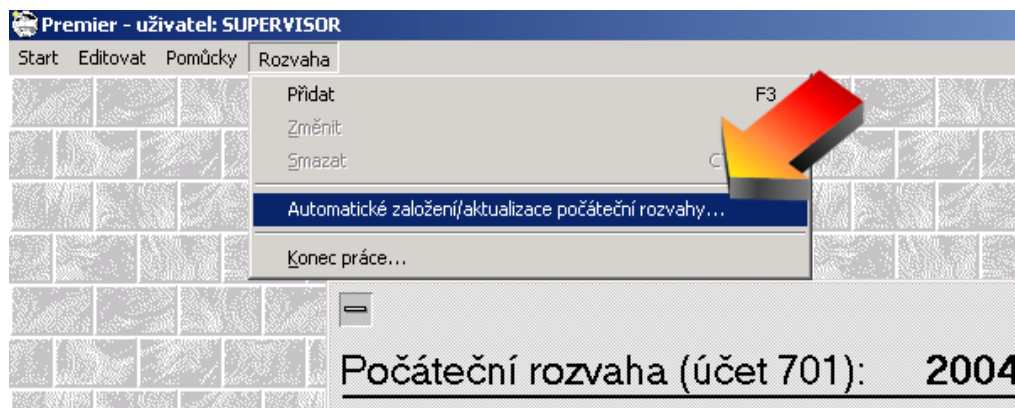 Premier - uživatel: SUPERVISOR
Start Editovat Pomůcky Rozvaha
Přidat F3
Změnit
Smazat
Automatické založení/aktualizace počáteční rozvahy...
Konec práce...
Počáteční rozvaha (účet 701): 2004